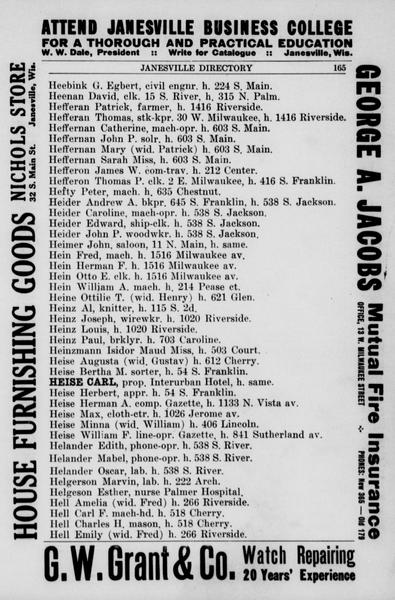 ATTEND JANESVILLE BUSINESS COLLEGE
FOR A THOROUGH AND PRACTICAL EDUCATION
W. W. Dale, President :: Write for Catalogue :: Janesville, Wis.
JANESVILLE DIRECTORY 165
Heebink G. Egbert, civil engnr. h. 224 S. Main.
Heenan David, elk. 15 S. River, h, 315 N. Palm.
Hefferan Patrick, farmer, h. 1416 Riverside.
Hefferan Thomas, stk-kpr. 30 W. Milwaukee, h. 1416 Riverside.
Heffernan Catherine, mach-opr. h. 603 S. Main.
Heffernan John P. solr. h. 603 S. Main.
Heffernan Mary (wid. Patrick) h. 603 S. Main.
Heffernan Sarah Miss, h. 603 S. Main.
Hefferon James W. com-trav. h. 212 Center.
Hefferon Thomas P. clk. 2 E. Milwaukee, h. 416 S. Franklin.
Hefty Peter, mach. h, 635 Chestnut.
Heider Andrew A. bkpr. 645 S. Franklin, h. 538 S. Jackson.
Heider Caroline, mach-opr. h. 538 S. Jackson.
Heider Edward, ship-clk. h. 538 S. Jackson.
Heider John P. woodwkr. h. 538 S. Jackson.
Heimer John, saloon, 11 N. Main, h. same.
Hein Fred, mach. h. 1516 Milwaukee av.
Hein Herman F. h. 1516 Milwaukee av.
Hein Otto E. clk. h. 1516 Milwaukee av.
Hein William A. mach. h, 214 Pease ct.
Heine Ottilie T. (wid. Henry) h. 621 Glen.
Heinz Al, knitter, h. 115 S. 2d.
Heinz Joseph, wirewkr. h. 1020 Riverside.
Heinz Louis, h. 1020 Riverside.
Heinz Paul, brklyr. h. 703 Caroline.
Heinzmann Isidor Maud Miss, h. 503 Court.
Heise Augusta (wid. Gustav) h. 612 Cherry.
Heise Bertha M. sorter, h. 54 S. Franklin.
HEISE CARL, prop, Interurban Hotel, h. same.
Heise Herbert, appr. h. 54 S. Franklin.
Heise Herman A. comp. Gazette, h. 1133 N. Vista av.
Heise Max, cloth-ctr. h. 1026 Jerome av.
Heise Minna (wid. William) h. 406 Lincoln.
Heise William F. line-opr. Gazette, h. 841 Sutherland av.
Helander Edith, phone-opr. h. 538 S. River.
Helander Mabel, phone-opr. h. 538 S. River.
Helander Oscar, lab. h. 538 S. River.
Helgerson Marvin, lab. h. 222 Arch.
Helgeson Esther, nurse Palmer Hospital.
Hell Amelia (wid. Fred) h. 266 Riverside.
Hell Carl F. mach-hd. h. 518 Cherry.
Hell Charles H. mason, h. 518 Cherry.
Hell Emily (wid. Fred) h. 266 Riverside.
HOUSE FURNISHING GOODS NICHOLS STORE
32 S. Main St. Janesville, Wis.
GEORGE A. JACOBS Mutual Fire Insurance
OFFICE, 13 W. MILWAUKEE STREET PHONES: New 365 — Old 179
G. W. Grant & Co. Watch Repairing
20 Years' Experience